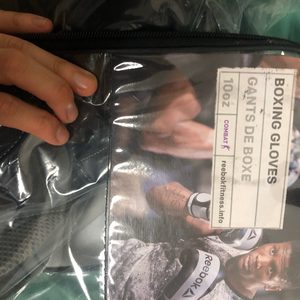 BOXING GLOVES
GANTS DE BOXE
10oz
COMBAT
reebokfitness.info
Reebok